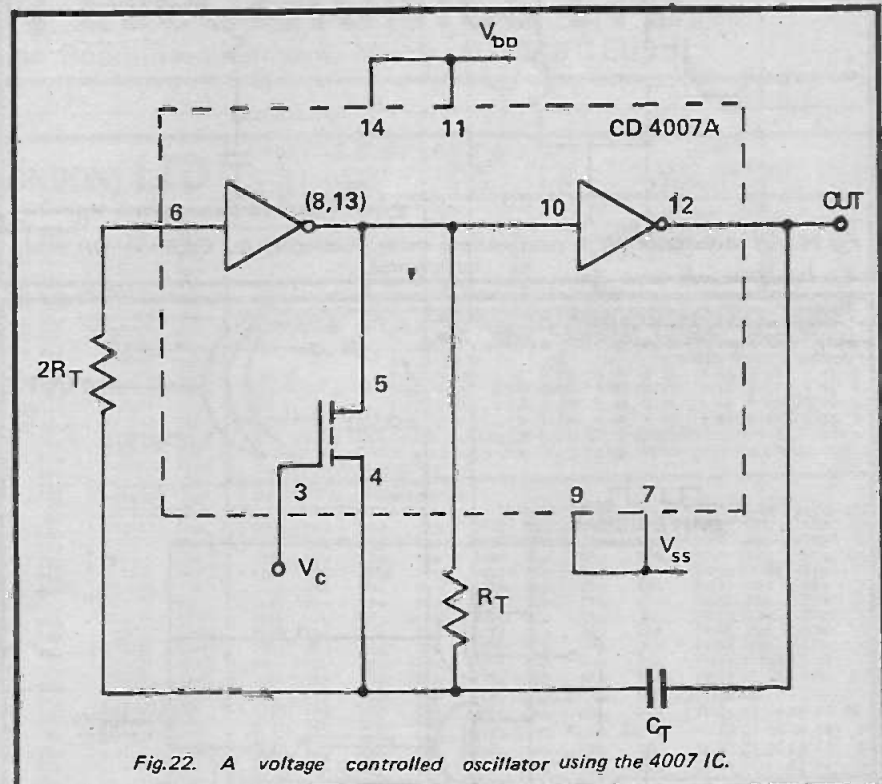 VDD
14 11 CD 4007A
6 (8,13) 10 12 OUT
2RT
5
3 4
VC
9 7
VSS
RT
CT
Fig.22. A voltage controlled oscillator using the 4007 IC.